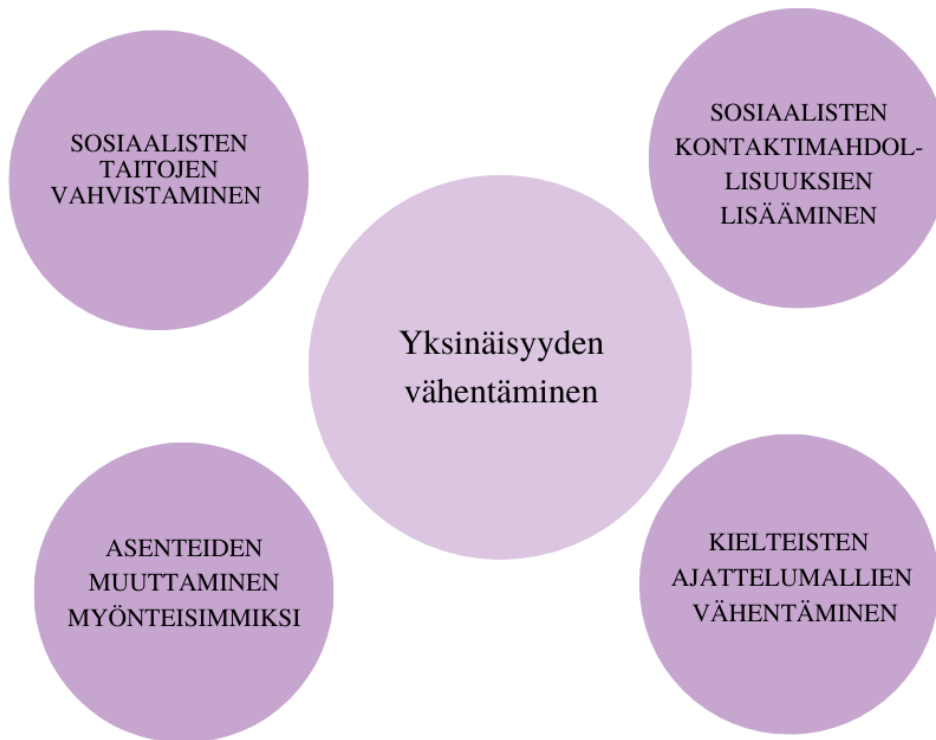 SOSIAALISTEN
TAITOJEN
VAHVISTAMINEN
SOSIAALISTEN
KONTAKTIMAHDOL-
LISUUKSIEN
LISÄÄMINEN
Yksinäisyyden
vähentäminen
ASENTEIDEN
MUUTTAMINEN
MYÖNTEISIMMIKSI
KIELTEISTEN
AJATTELUMALLIEN
VÄHENTÄMINEN